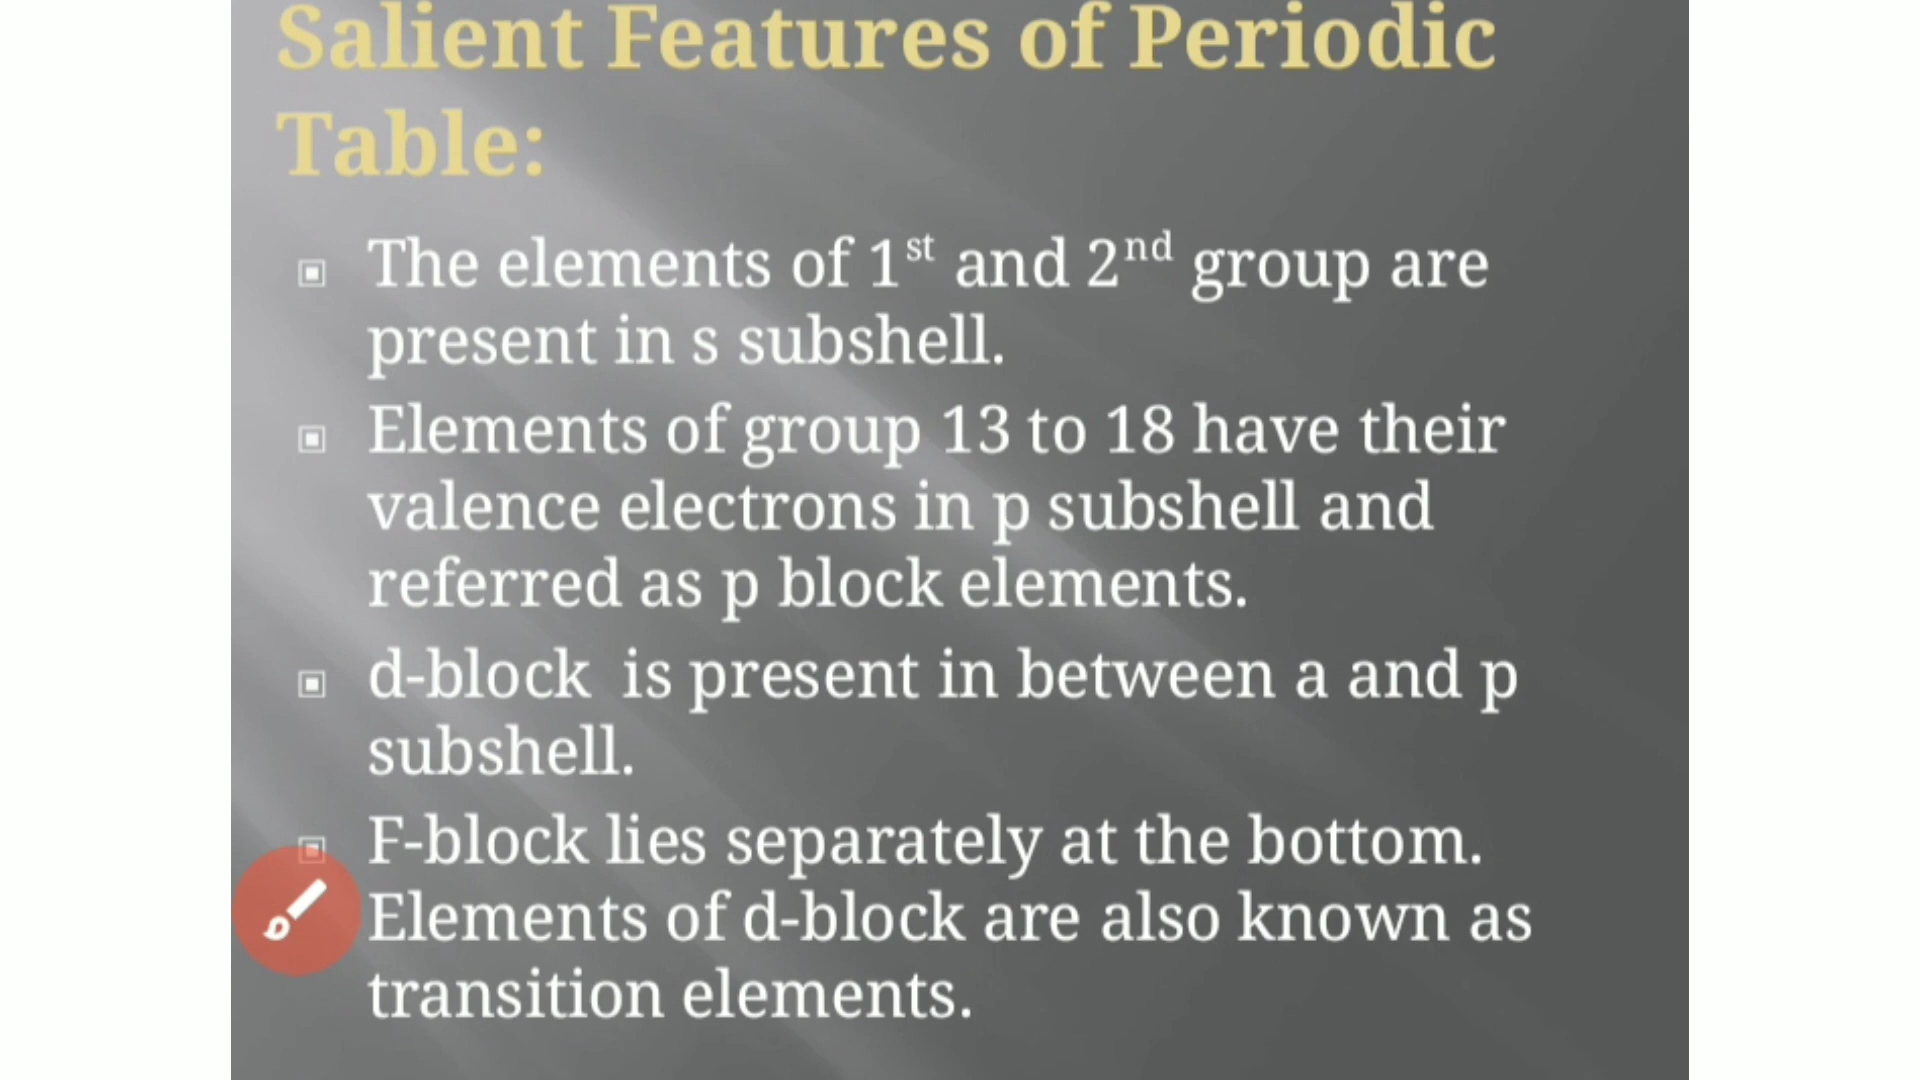 Salient Features of Periodic
Table:
The elements of 1st and 2nd group are
present in s subshell.
Elements of group 13 to 18 have their
valence electrons in p subshell and
referred as p block elements.
d-block is present in between a and p
subshell.
F-block lies separately at the bottom.
Elements of d-block are also known as
transition elements.